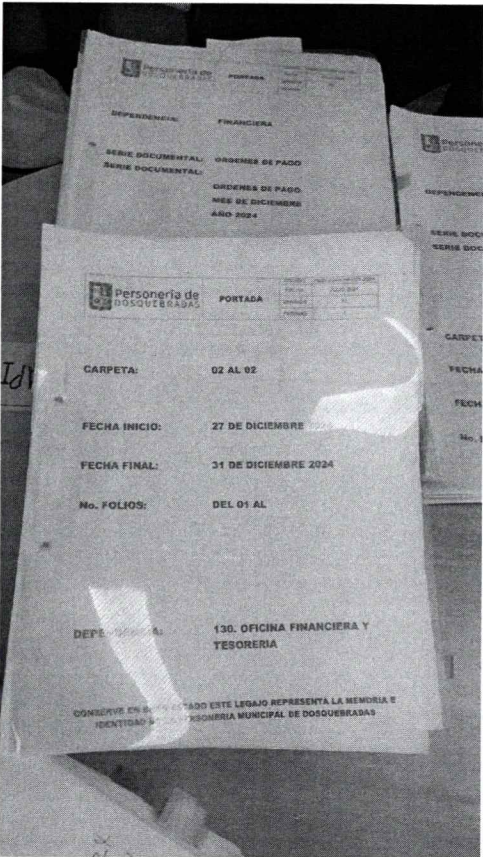 Personería de
DOSQUEBRADAS
PORTADA
DEPENDENCIA: FINANCIERA
SERIE DOCUMENTAL: ORDENES DE PAGO
SERIE DOCUMENTAL:
ORDENES DE PAGO
MES DE DICIEMBRE
AÑO 2024
Personería de
DOSQUEBRADAS
PORTADA
CARPETA: 02 AL 02
FECHA INICIO: 27 DE DICIEMBRE
FECHA FINAL: 31 DE DICIEMBRE 2024
No. FOLIOS: DEL 01 AL
130. OFICINA FINANCIERA Y
TESORERIA
CONSERVE EN ESTADO ESTE LEGAJO REPRESENTA LA MEMORIA E
IDENTIDAD PERSONERIA MUNICIPAL DE DOSQUEBRADAS